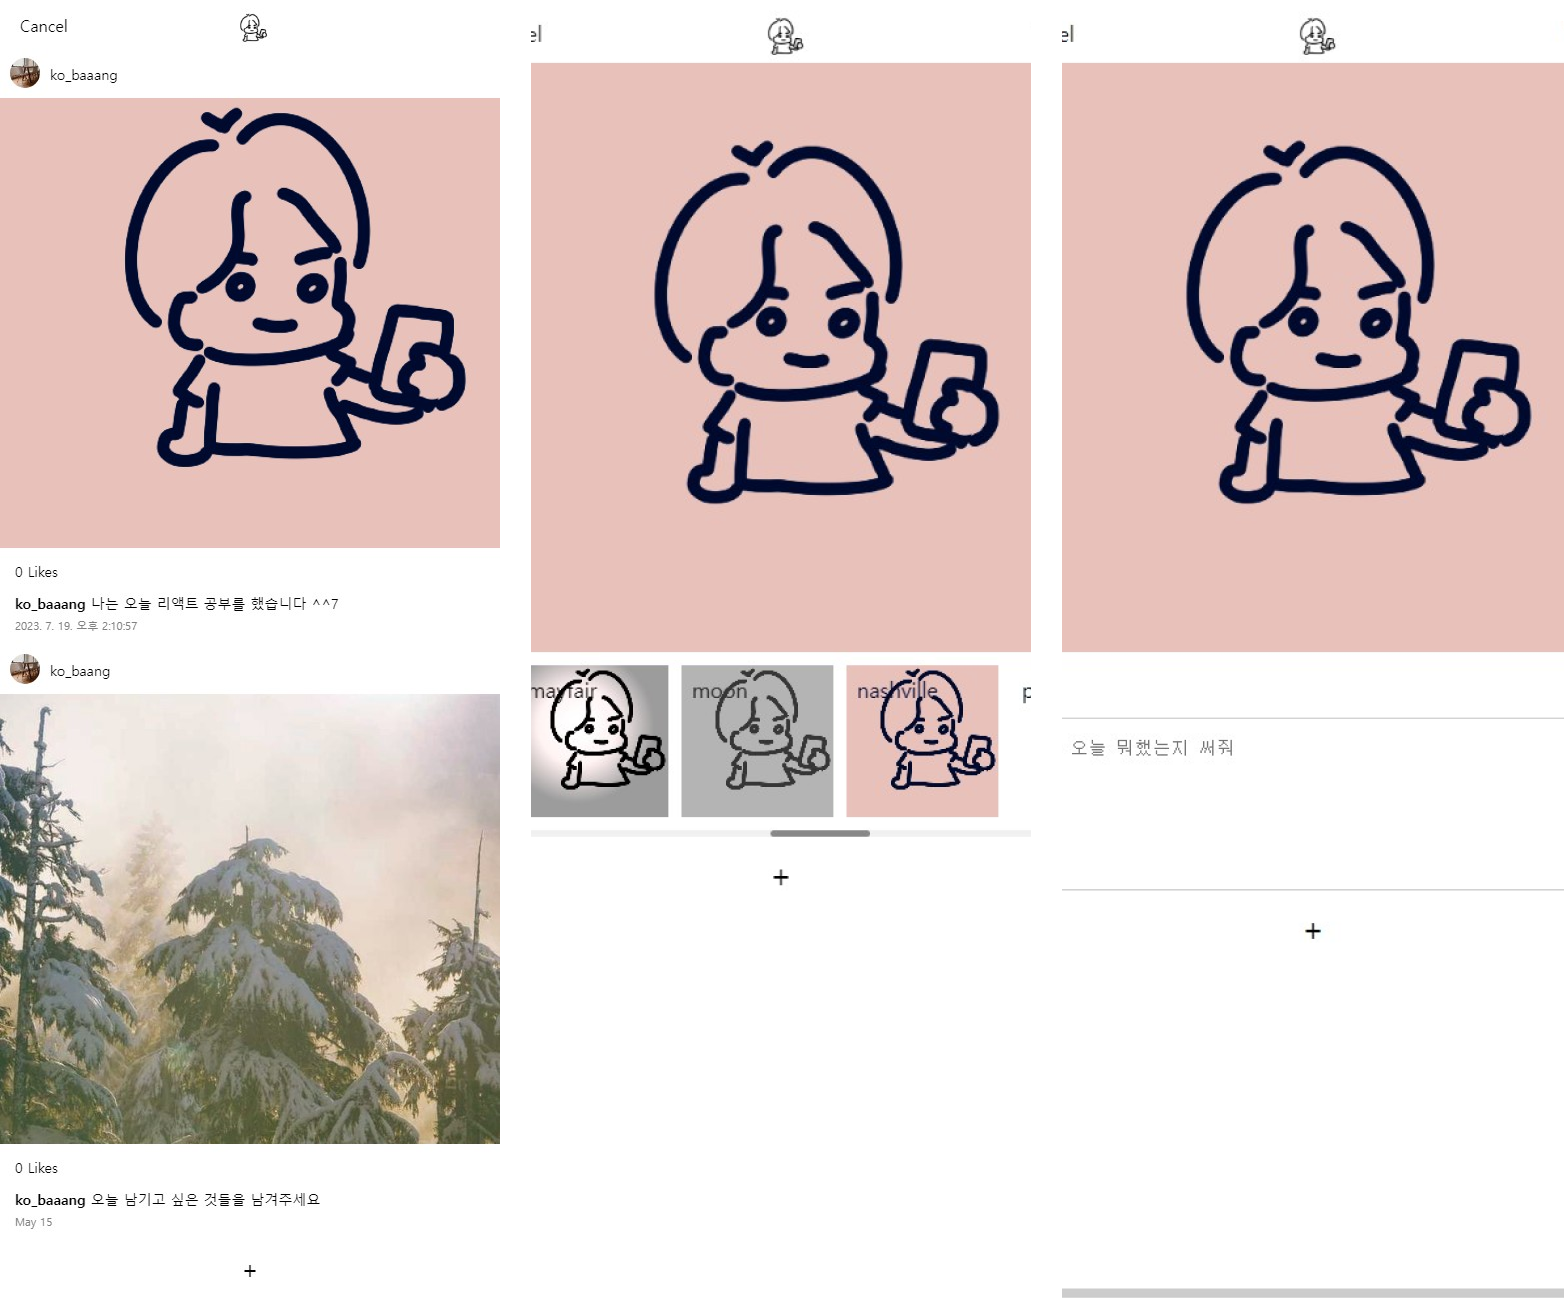 Cancel
ko_baaang
0 Likes
ko_baaang 나는 오늘 리액트 공부를 했습니다 ^^7
2023. 7. 19. 오후 2:10:57
ko_baang
0 Likes
ko_baaang 오늘 남기고 싶은 것들을 남겨주세요
May 15
+
el
mayfair
moon
nashville
p
+
el
오늘 뭐했는지 써줘
+